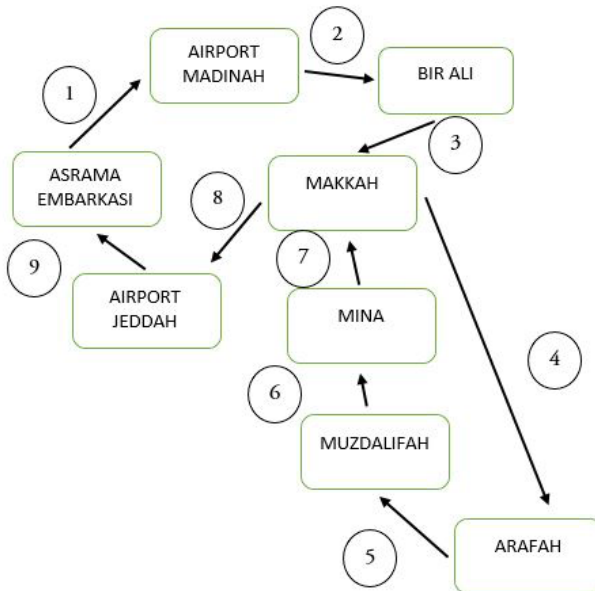 2
AIRPORT
MADINAH
BIR ALI
1
3
ASRAMA
EMBARKASI
MAKKAH
8
7
9
AIRPORT
JEDDAH
MINA
4
6
MUZDALIFAH
5
ARAFAH